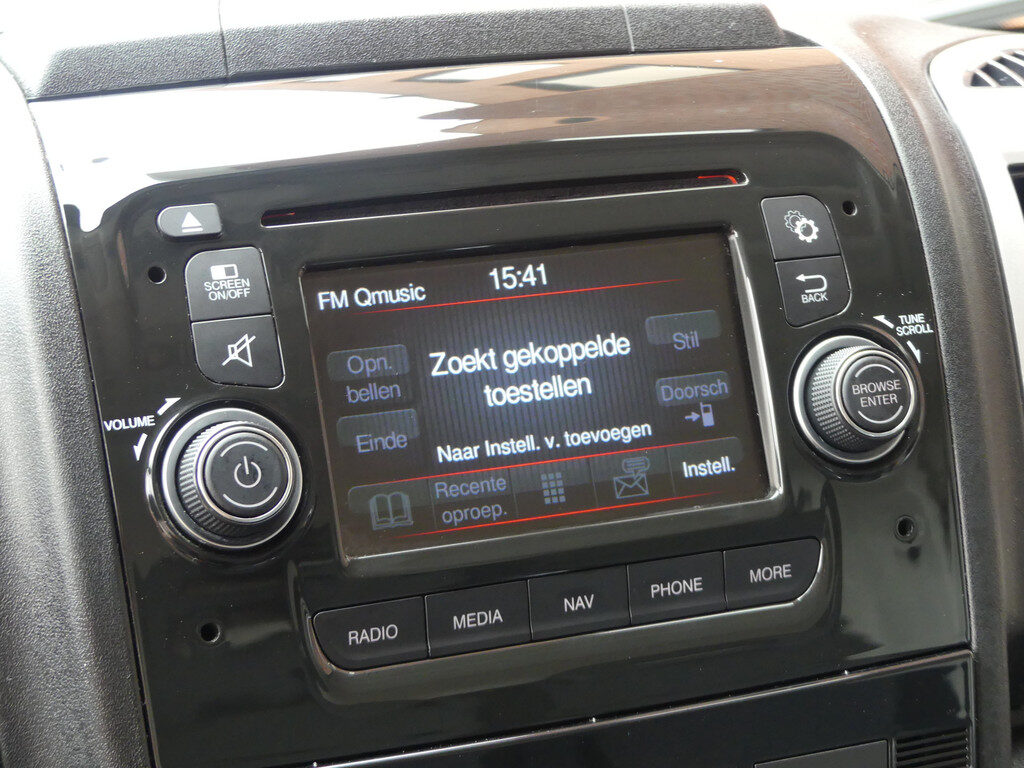 SCREEN
ON/OFF
VOLUME
FM Qmusic
15:41
Opn.
bellen
Zoekt gekoppelde
toestellen
Stil
Einde
Doorsch
Naar Instell. v. toevoegen
Recente
oproep.
Instell.
BACK
TUNE
SCROLL
BROWSE
ENTER
RADIO
MEDIA
NAV
PHONE
MORE